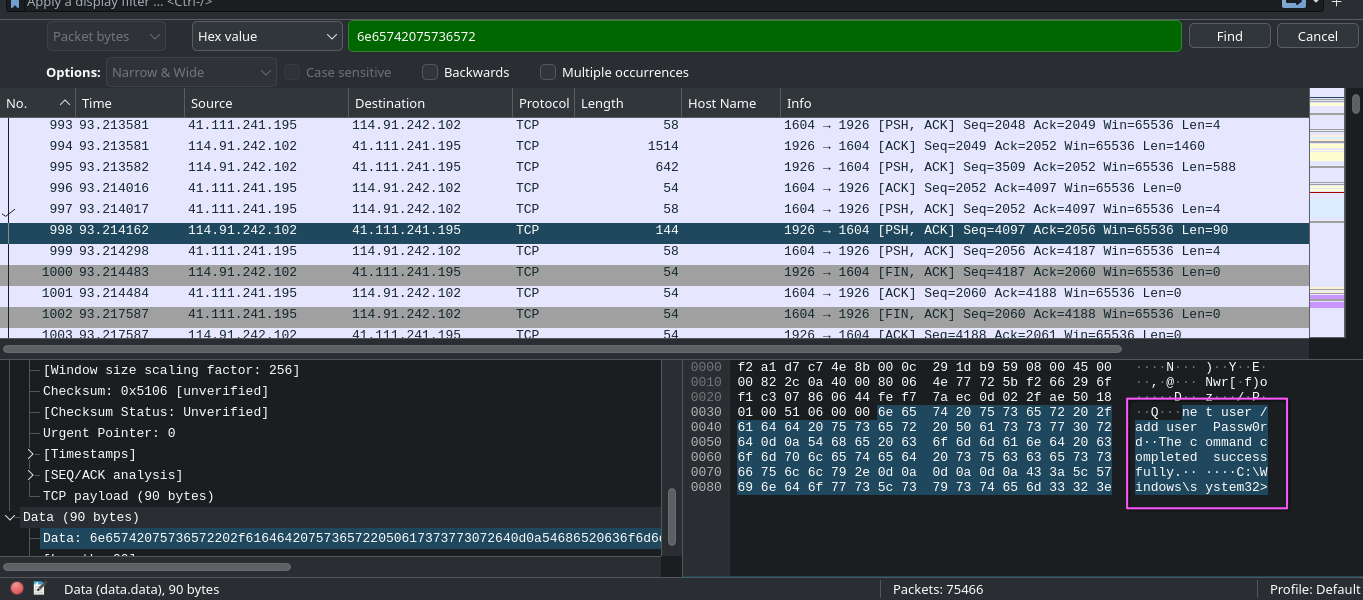 Apply a display filter ... <Ctrl-/>
Packet bytes Hex value 6e65742075736572 Find Cancel
Options: Narrow & Wide Case sensitive Backwards Multiple occurrences
No. Time Source Destination Protocol Length Host Name Info
993 93.213581 41.111.241.195 114.91.242.102 TCP 58 1604 → 1926 [PSH, ACK] Seq=2048 Ack=2049 Win=65536 Len=4
994 93.213581 114.91.242.102 41.111.241.195 TCP 1514 1926 → 1604 [ACK] Seq=2049 Ack=2052 Win=65536 Len=1460
995 93.213582 114.91.242.102 41.111.241.195 TCP 642 1926 → 1604 [PSH, ACK] Seq=3509 Ack=2052 Win=65536 Len=588
996 93.214016 41.111.241.195 114.91.242.102 TCP 54 1604 → 1926 [ACK] Seq=2052 Ack=4097 Win=65536 Len=0
997 93.214017 41.111.241.195 114.91.242.102 TCP 58 1604 → 1926 [PSH, ACK] Seq=2052 Ack=4097 Win=65536 Len=4
998 93.214162 114.91.242.102 41.111.241.195 TCP 144 1926 → 1604 [PSH, ACK] Seq=4097 Ack=2056 Win=65536 Len=90
999 93.214298 41.111.241.195 114.91.242.102 TCP 58 1604 → 1926 [PSH, ACK] Seq=2056 Ack=4187 Win=65536 Len=4
1000 93.214483 114.91.242.102 41.111.241.195 TCP 54 1926 → 1604 [FIN, ACK] Seq=4187 Ack=2060 Win=65536 Len=0
1001 93.214484 41.111.241.195 114.91.242.102 TCP 54 1604 → 1926 [ACK] Seq=2060 Ack=4188 Win=65536 Len=0
1002 93.217587 41.111.241.195 114.91.242.102 TCP 54 1604 → 1926 [FIN, ACK] Seq=2060 Ack=4188 Win=65536 Len=0
1003 93.217587 114.91.242.102 41.111.241.195 TCP 54 1926 → 1604 [ACK] Seq=4188 Ack=2061 Win=65536 Len=0
[Window size scaling factor: 256]
Checksum: 0x5106 [unverified]
[Checksum Status: Unverified]
Urgent Pointer: 0
[Timestamps]
[SEQ/ACK analysis]
TCP payload (90 bytes)
Data (90 bytes)
Data: 6e65742075736572202f6164642075736572205061737377307264​0d0a54686520636f6d6
0000 f2 a1 d7 c7 4e 8b 00 0c 29 1d b9 59 08 00 45 00 ····N··· )··Y··E·
0010 00 82 2c 0a 40 00 80 06 4e 77 72 5b f2 66 29 6f ··,·@··· Nwr[·f)o
0020 f1 c3 07 86 06 44 fe f7 7a ec 0d 02 2f ae 50 18 ·····D·· z···/·P·
0030 01 00 51 06 00 00 6e 65 74 20 75 73 65 72 20 2f ··Q···ne t user /
0040 61 64 64 20 75 73 65 72 20 50 61 73 73 77 30 72 add user Passw0r
0050 64 0d 0a 54 68 65 20 63 6f 6d 6d 61 6e 64 20 63 d··The c ommand c
0060 6f 6d 70 6c 65 74 65 64 20 73 75 63 63 65 73 73 ompleted success
0070 66 75 6c 6c 79 2e 0d 0a 0d 0a 0d 0a 43 3a 5c 57 fully.·· ····C:\W
0080 69 6e 64 6f 77 73 5c 73 79 73 74 65 6d 33 32 3e indows\s ystem32>
Data (data.data), 90 bytes Packets: 75466 Profile: Default